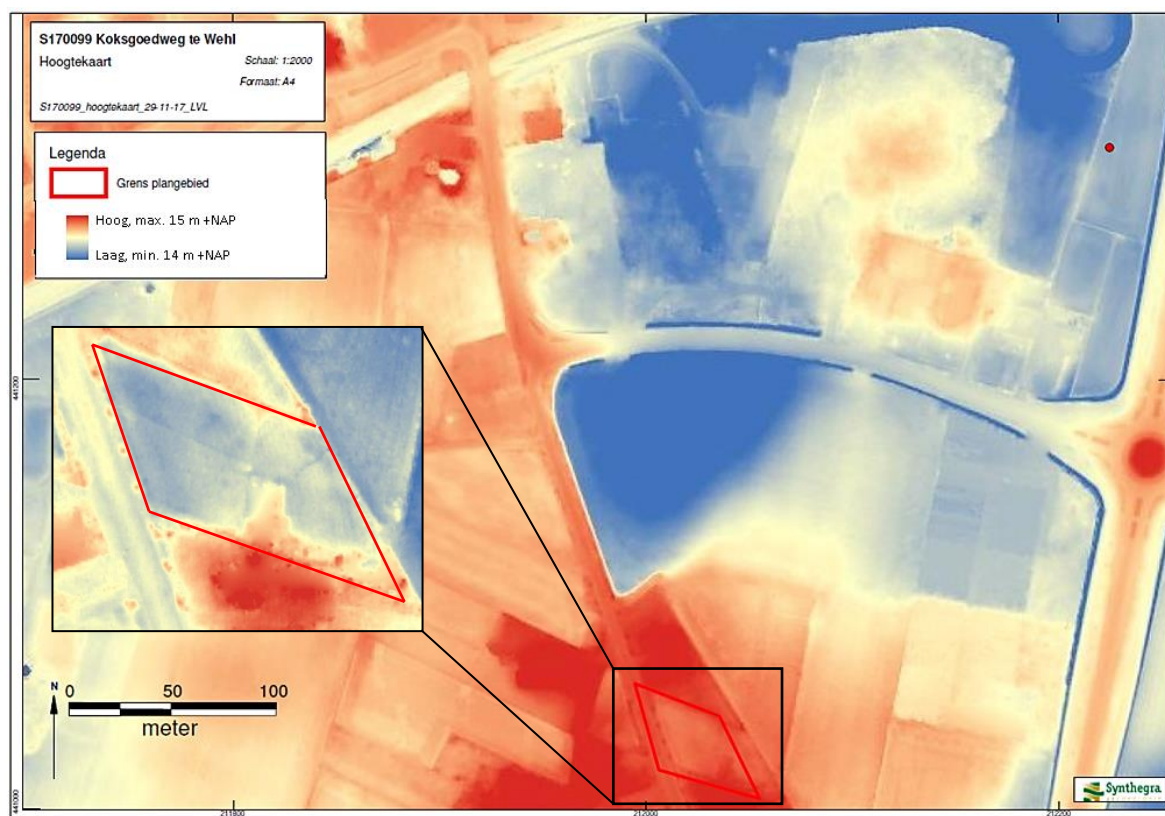 S170099 Koksgoedweg te Wehl
Hoogtekaart
Schaal: 1:2000
Formaat: A4
S170099_hoogtekaart_29-11-17_LVL
Legenda
Grens plangebied
Hoog, max. 15 m +NAP
Laag, min. 14 m +NAP
441200
N
0 50 100
meter
441000
211800
212000
212200
Synthegra